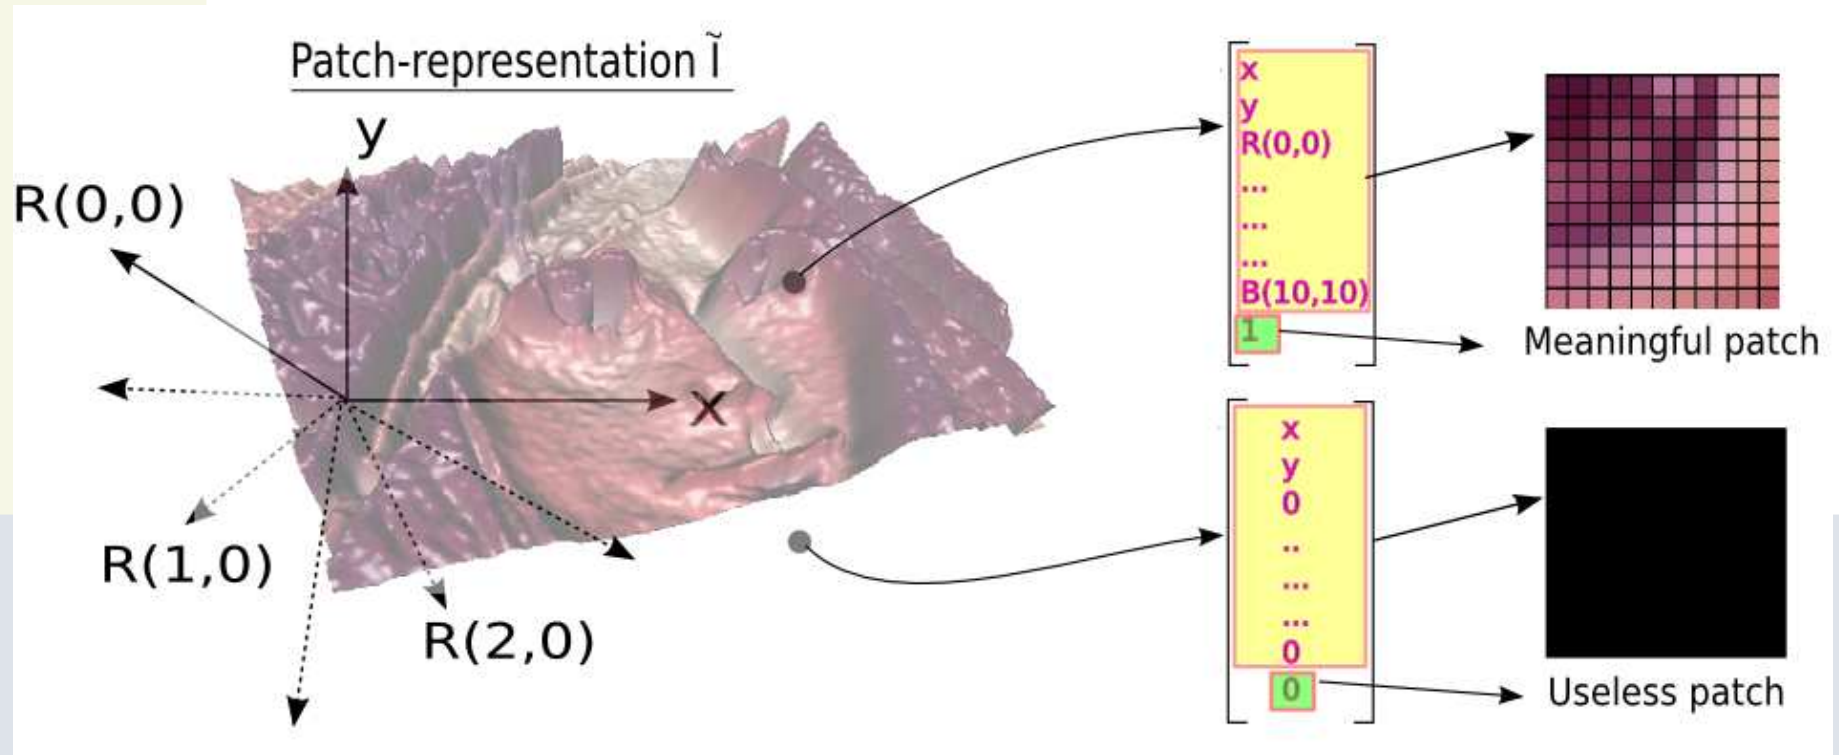 Patch-representation Ĩ
y
R(0,0)
x
R(1,0)
R(2,0)
x
y
R(0,0)
...
...
...
B(10,10)
1
Meaningful patch
x
y
0
..
...
...
0
0
Useless patch